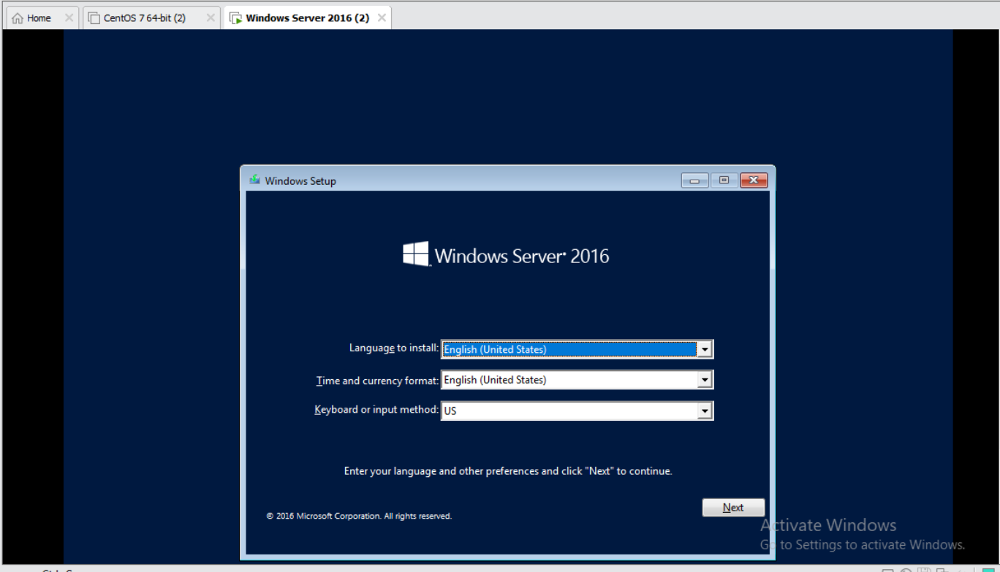 Home
CentOS 7 64-bit (2)
Windows Server 2016 (2)
Windows Setup
Windows Server 2016
Language to install: English (United States)
Time and currency format: English (United States)
Keyboard or input method: US
Enter your language and other preferences and click "Next" to continue.
Next
© 2016 Microsoft Corporation. All rights reserved.
Activate Windows
Go to Settings to activate Windows.